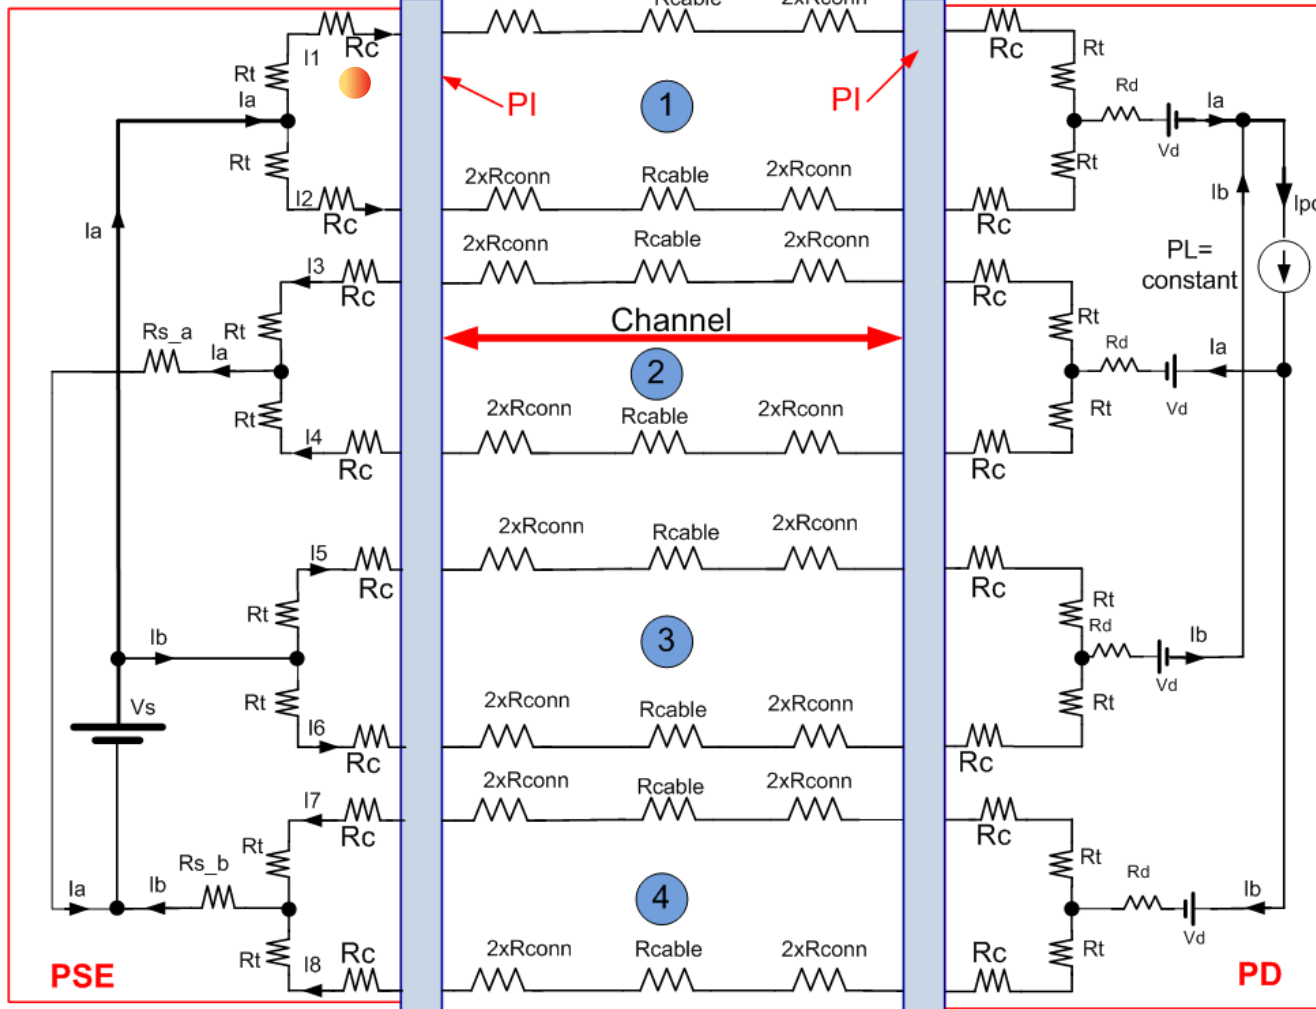 Rcable
2xRconn
I1
Rc
Rc
Rt
Rt
Ia
PI
PI
1
Rd
Ia
Rt
Vd
Rt
2xRconn
Rcable
2xRconn
I2
Rc
Rc
Ib
Ia
2xRconn
Rcable
2xRconn
PL=
constant
I3
Rc
Rc
Channel
Rt
Rt
Rs_a
Ia
Rd
Ia
2
Vd
Rt
Rt
2xRconn
Rcable
2xRconn
I4
Rc
Rc
2xRconn
Rcable
2xRconn
I5
Rc
Rc
Rt
Rt
Rd
Ib
3
Ib
Vd
Rt
Rt
Vs
2xRconn
Rcable
2xRconn
I6
Rc
Rc
2xRconn
Rcable
2xRconn
I7
Rc
Rc
Rt
Rt
Rs_b
Rd
Ia
Ib
4
Ib
Vd
Rt
Rt
2xRconn
Rcable
2xRconn
I8
Rc
Rc
PSE
PD